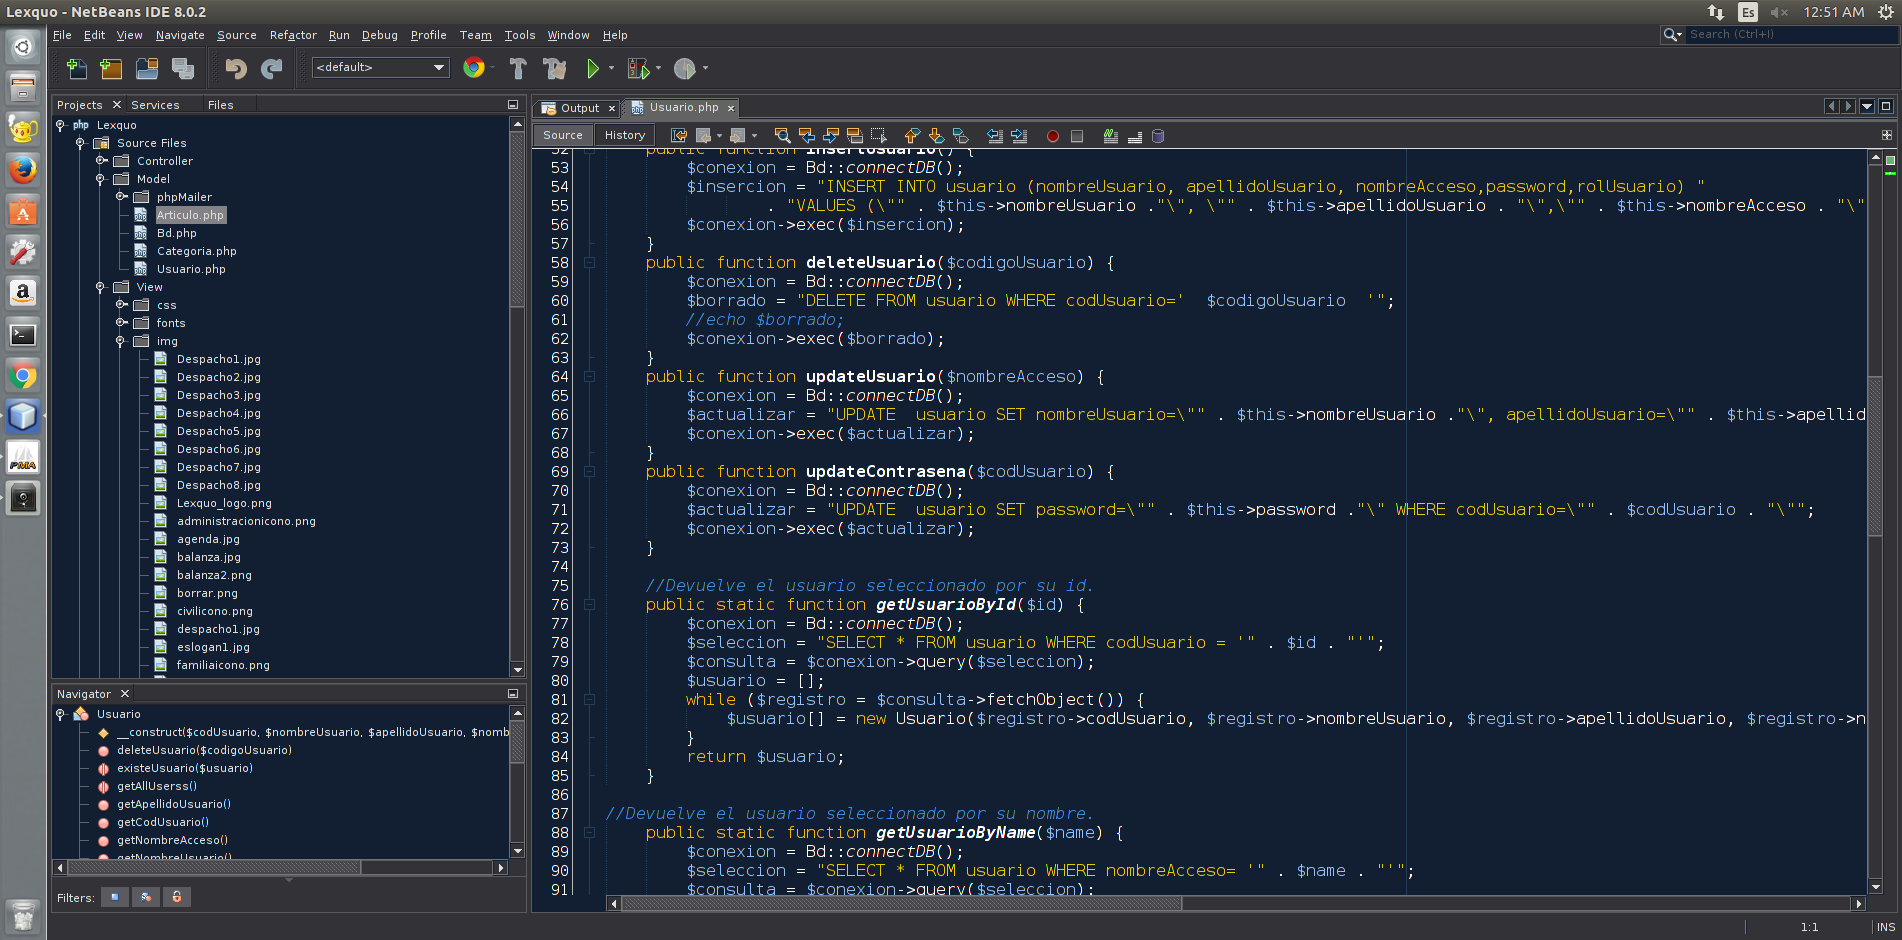 Lexquo - NetBeans IDE 8.0.2
Es
12:51 AM
File Edit View Navigate Source Refactor Run Debug Profile Team Tools Window Help
Search (Ctrl+I)
<default>
Projects Services Files
php Lexquo
Source Files
Controller
Model
phpMailer
Articulo.php
Bd.php
Categoria.php
Usuario.php
View
css
fonts
img
Despacho1.jpg
Despacho2.jpg
Despacho3.jpg
Despacho4.jpg
Despacho5.jpg
Despacho6.jpg
Despacho7.jpg
Despacho8.jpg
Lexquo_logo.png
administracionicono.png
agenda.jpg
balanza.jpg
balanza2.png
borrar.png
civilicono.png
despacho1.jpg
eslogan1.jpg
familiaicono.png
Navigator
Usuario
__construct($codUsuario, $nombreUsuario, $apellidoUsuario, $nomb
deleteUsuario($codigoUsuario)
existeUsuario($usuario)
getAllUserss()
getApellidoUsuario()
getCodUsuario()
getNombreAcceso()
getNombreUsuario()
Filters:
PMA
Output Usuario.php
Source History
52 public function insertUsuario() {
53 $conexion = Bd::connectDB();
54 $insercion = "INSERT INTO usuario (nombreUsuario, apellidoUsuario, nombreAcceso,password,rolUsuario) "
55 . "VALUES (\"" . $this->nombreUsuario ."\", \"" . $this->apellidoUsuario . "\",\"" . $this->nombreAcceso . "\"
56 $conexion->exec($insercion);
57 }
58 public function deleteUsuario($codigoUsuario) {
59 $conexion = Bd::connectDB();
60 $borrado = "DELETE FROM usuario WHERE codUsuario='  $codigoUsuario  '";
61 //echo $borrado;
62 $conexion->exec($borrado);
63 }
64 public function updateUsuario($nombreAcceso) {
65 $conexion = Bd::connectDB();
66 $actualizar = "UPDATE  usuario SET nombreUsuario=\"" . $this->nombreUsuario ."\", apellidoUsuario=\"" . $this->apellid
67 $conexion->exec($actualizar);
68 }
69 public function updateContrasena($codUsuario) {
70 $conexion = Bd::connectDB();
71 $actualizar = "UPDATE  usuario SET password=\"" . $this->password ."\" WHERE codUsuario=\"" . $codUsuario . "\"";
72 $conexion->exec($actualizar);
73 }
74
75 //Devuelve el usuario seleccionado por su id.
76 public static function getUsuarioById($id) {
77 $conexion = Bd::connectDB();
78 $seleccion = "SELECT * FROM usuario WHERE codUsuario = '" . $id . "'";
79 $consulta = $conexion->query($seleccion);
80 $usuario = [];
81 while ($registro = $consulta->fetchObject()) {
82 $usuario[] = new Usuario($registro->codUsuario, $registro->nombreUsuario, $registro->apellidoUsuario, $registro->n
83 }
84 return $usuario;
85 }
86
87 //Devuelve el usuario seleccionado por su nombre.
88 public static function getUsuarioByName($name) {
89 $conexion = Bd::connectDB();
90 $seleccion = "SELECT * FROM usuario WHERE nombreAcceso= '" . $name . "'";
91 $consulta = $conexion->query($seleccion);
1:1 INS